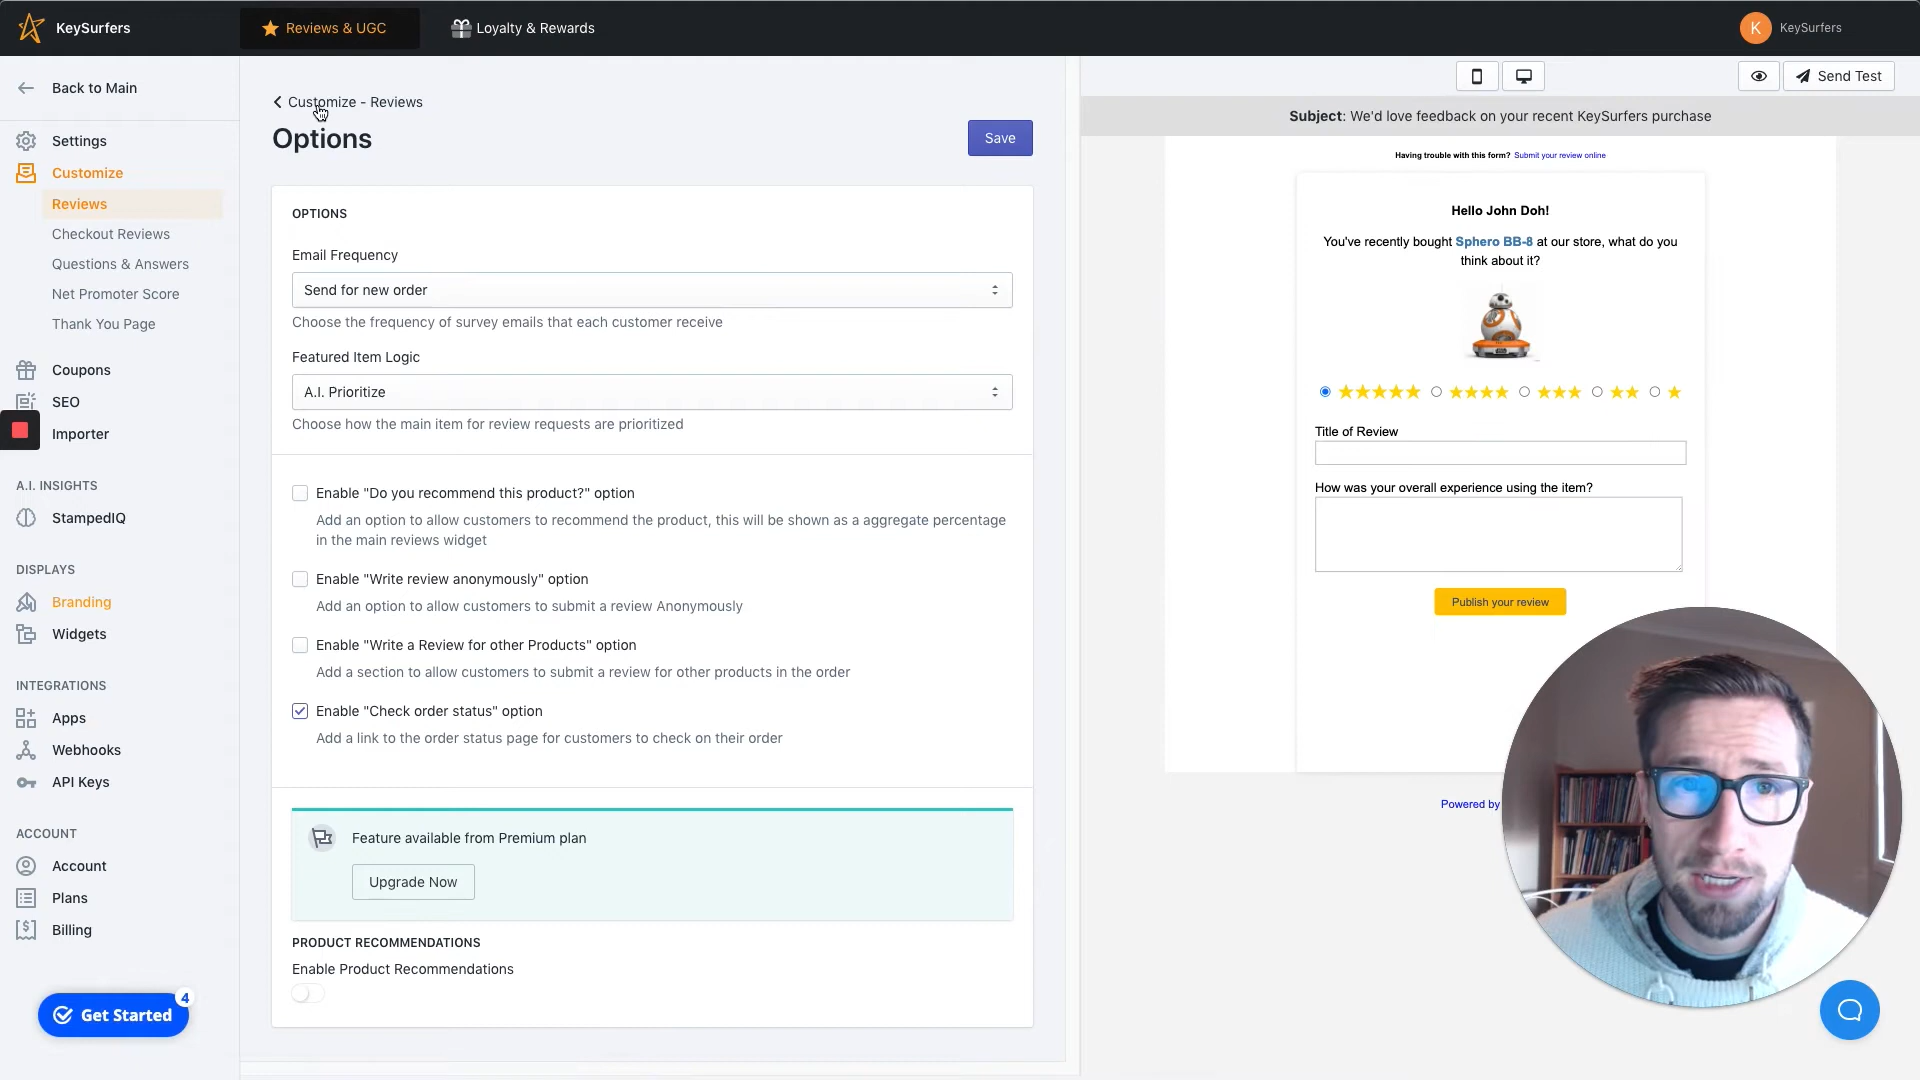 KeySurfers
Reviews & UGC
Loyalty & Rewards
K
KeySurfers
Back to Main
Settings
Customize
Reviews
Checkout Reviews
Questions & Answers
Net Promoter Score
Thank You Page
Coupons
SEO
Importer
A.I. INSIGHTS
StampedIQ
DISPLAYS
Branding
Widgets
INTEGRATIONS
Apps
Webhooks
API Keys
ACCOUNT
Account
Plans
Billing
Get Started
4
Customize - Reviews
Options
Save
OPTIONS
Email Frequency
Send for new order
Choose the frequency of survey emails that each customer receive
Featured Item Logic
A.I. Prioritize
Choose how the main item for review requests are prioritized
Enable "Do you recommend this product?" option
Add an option to allow customers to recommend the product, this will be shown as a aggregate percentage
in the main reviews widget
Enable "Write review anonymously" option
Add an option to allow customers to submit a review Anonymously
Enable "Write a Review for other Products" option
Add a section to allow customers to submit a review for other products in the order
Enable "Check order status" option
Add a link to the order status page for customers to check on their order
Feature available from Premium plan
Upgrade Now
PRODUCT RECOMMENDATIONS
Enable Product Recommendations
Send Test
Subject: We'd love feedback on your recent KeySurfers purchase
Having trouble with this form? Submit your review online
Hello John Doh!
You've recently bought Sphero BB-8 at our store, what do you
think about it?
Title of Review
How was your overall experience using the item?
Publish your review
Powered by